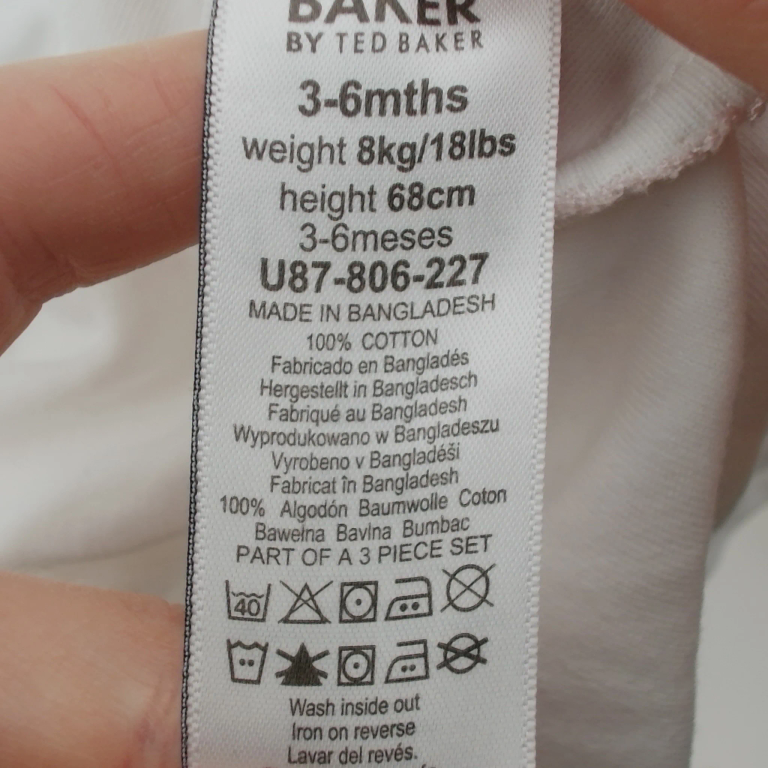 BAKER
BY TED BAKER
3-6mths
weight 8kg/18lbs
height 68cm
3-6meses
U87-806-227
MADE IN BANGLADESH
100% COTTON
Fabricado en Bangladés
Hergestellt in Bangladesch
Fabriqué au Bangladesh
Wyprodukowano w Bangladeszu
Vyrobeno v Bangladéši
Fabricat în Bangladesh
100% Algodón Baumwolle Coton
Bawełna Bavlna Bumbac
PART OF A 3 PIECE SET
40
Wash inside out
Iron on reverse
Lavar del revés.